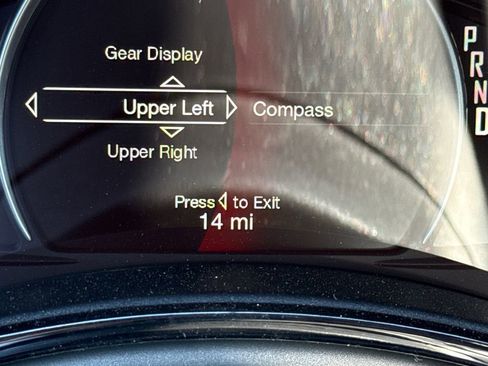 Gear Display
Upper Left
Compass
Upper Right
Press ◁ to Exit
14 mi
P
R
N
D